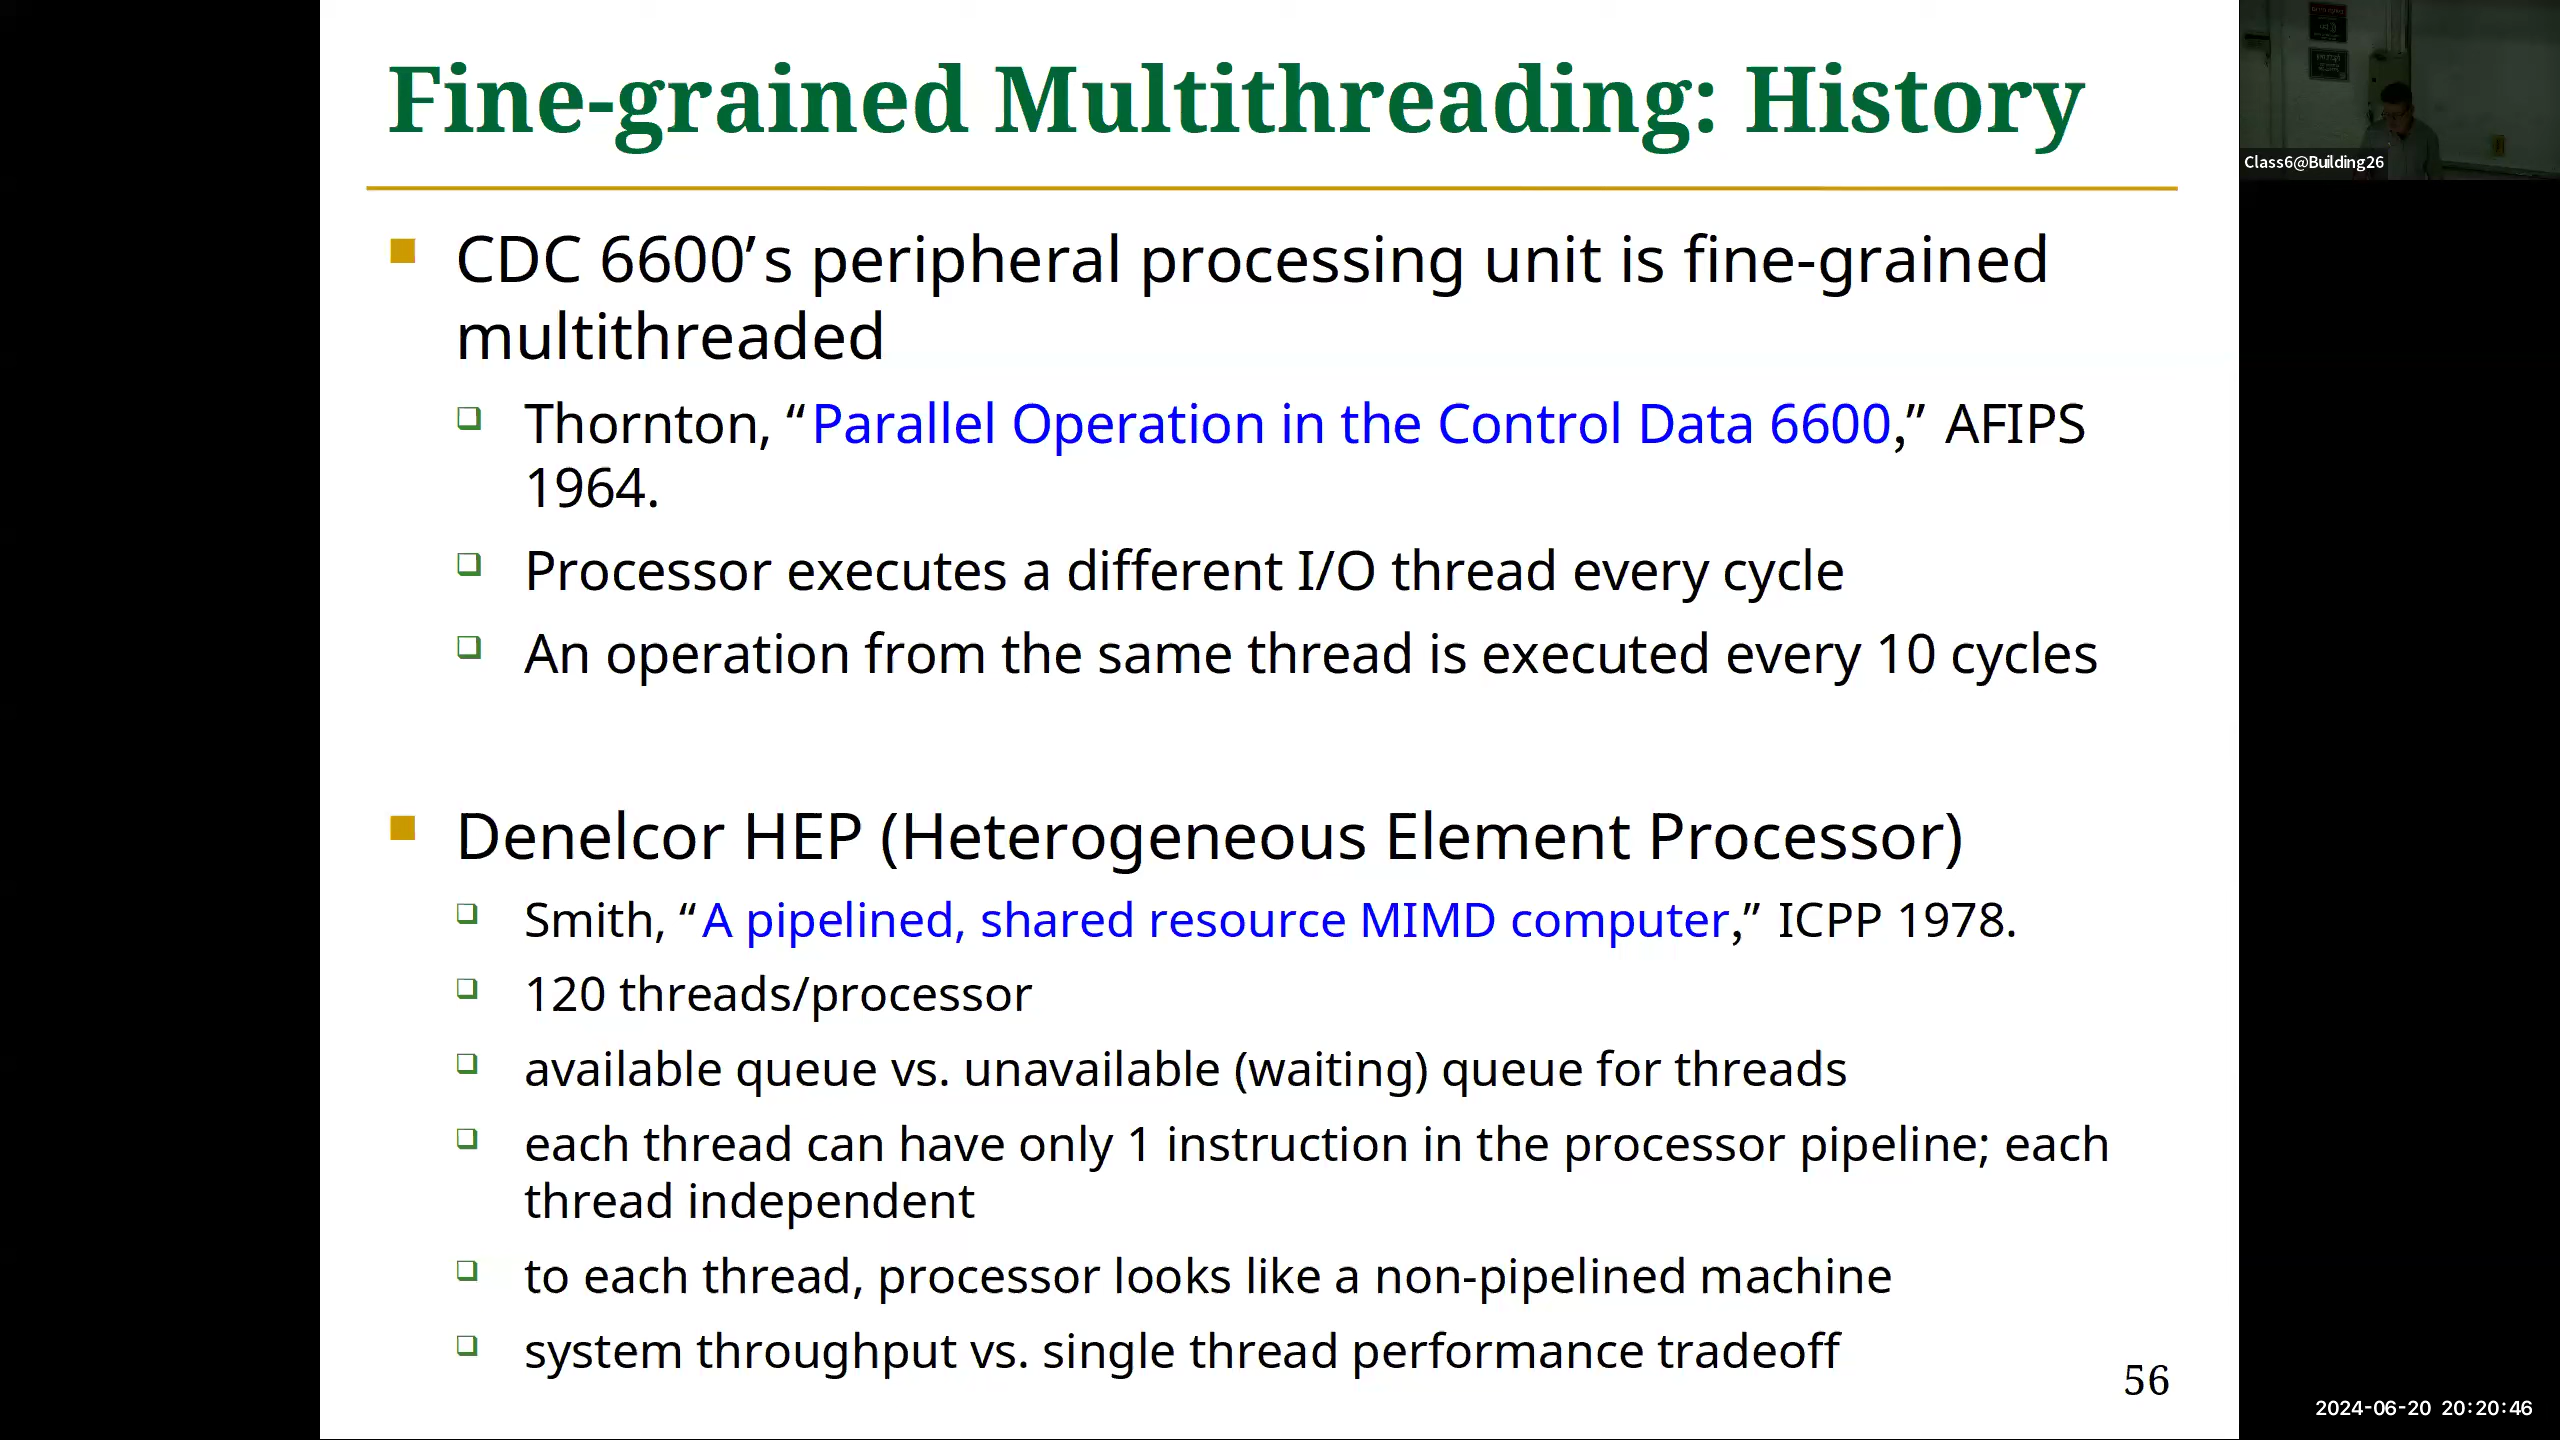 Fine-grained Multithreading: History
Class6@Building26
CDC 6600's peripheral processing unit is fine-grained
multithreaded
Thornton, “Parallel Operation in the Control Data 6600,” AFIPS
1964.
Processor executes a different I/O thread every cycle
An operation from the same thread is executed every 10 cycles
Denelcor HEP (Heterogeneous Element Processor)
Smith, “A pipelined, shared resource MIMD computer,” ICPP 1978.
120 threads/processor
available queue vs. unavailable (waiting) queue for threads
each thread can have only 1 instruction in the processor pipeline; each
thread independent
to each thread, processor looks like a non-pipelined machine
system throughput vs. single thread performance tradeoff
56
2024-06-20 20:20:46